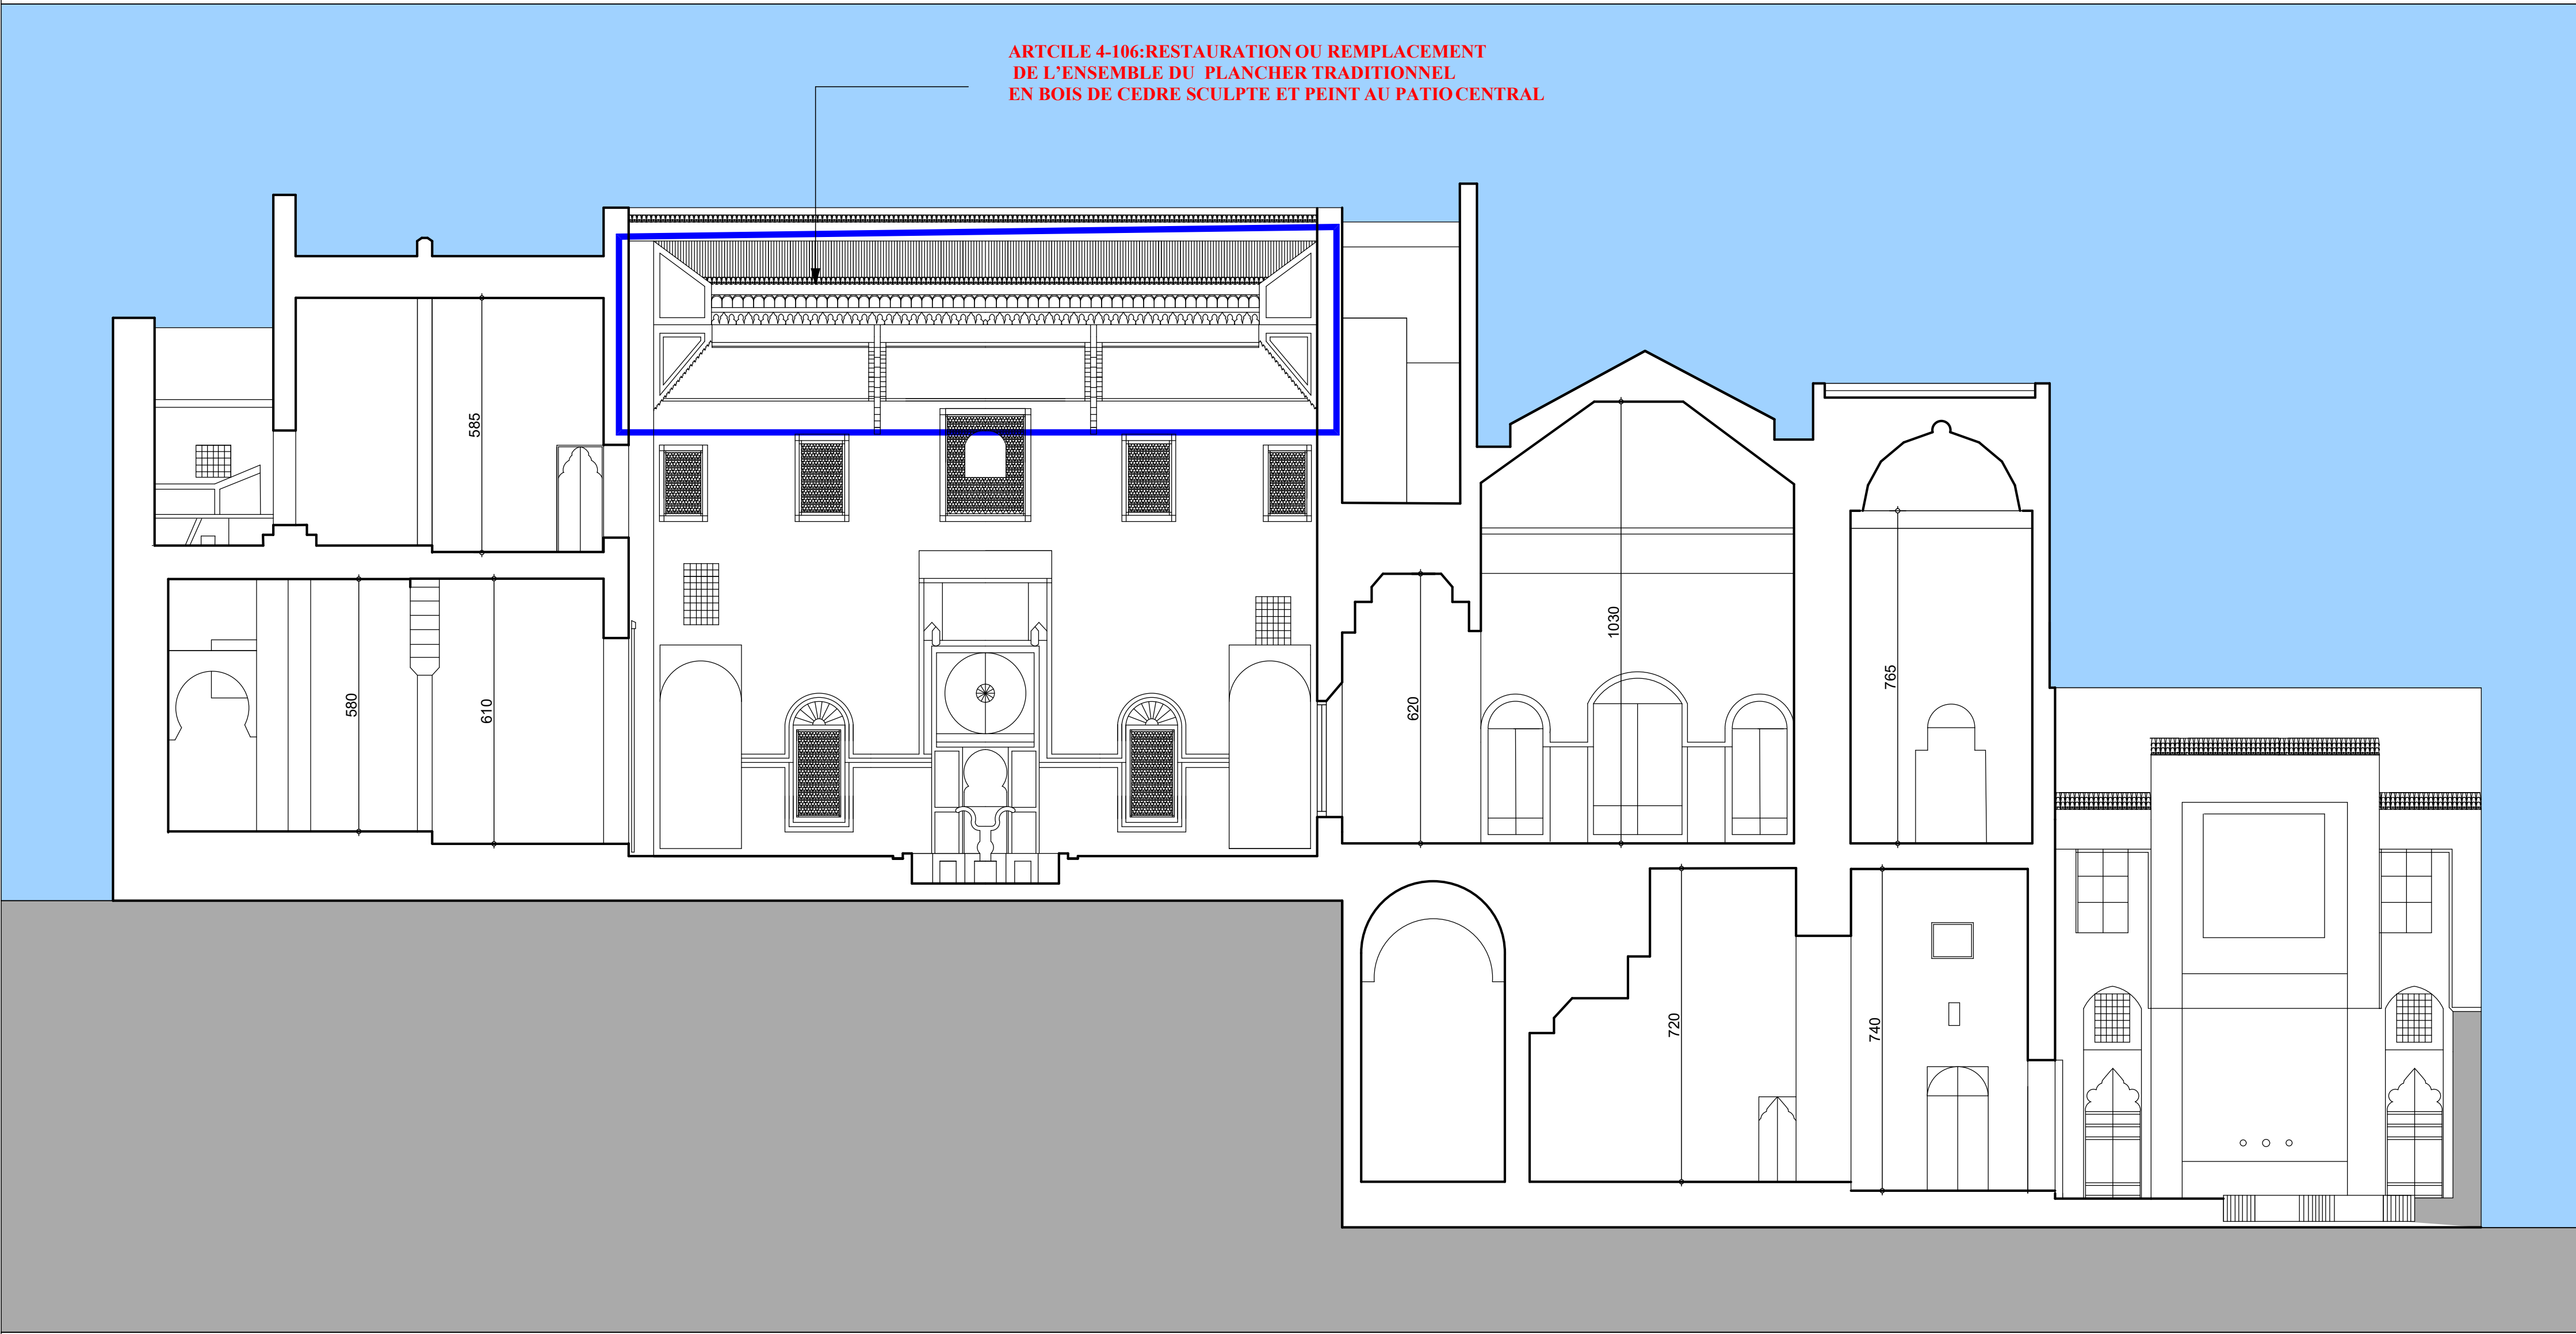 ARTCILE 4-106:RESTAURATION OU REMPLACEMENT
DE L'ENSEMBLE DU PLANCHER TRADITIONNEL
EN BOIS DE CEDRE SCULPTE ET PEINT AU PATIO CENTRAL
585
580
610
620
1030
765
720
740